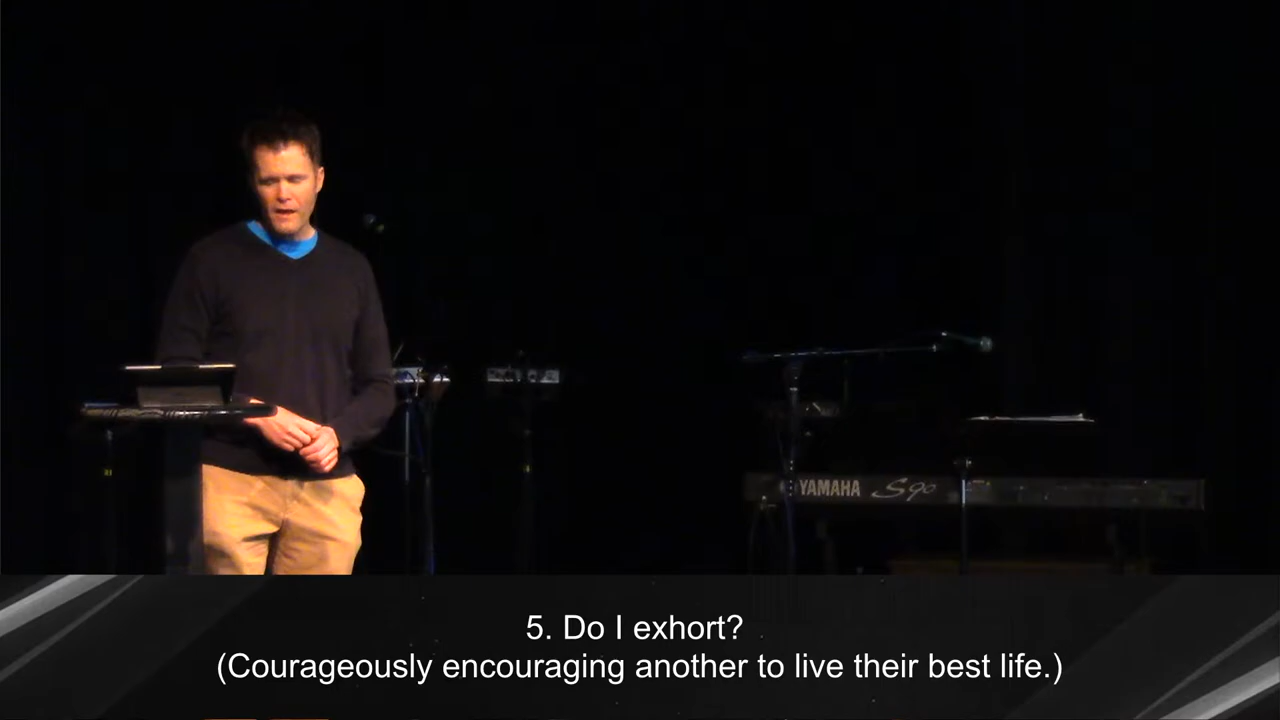 YAMAHA S90
5. Do I exhort?
(Courageously encouraging another to live their best life.)